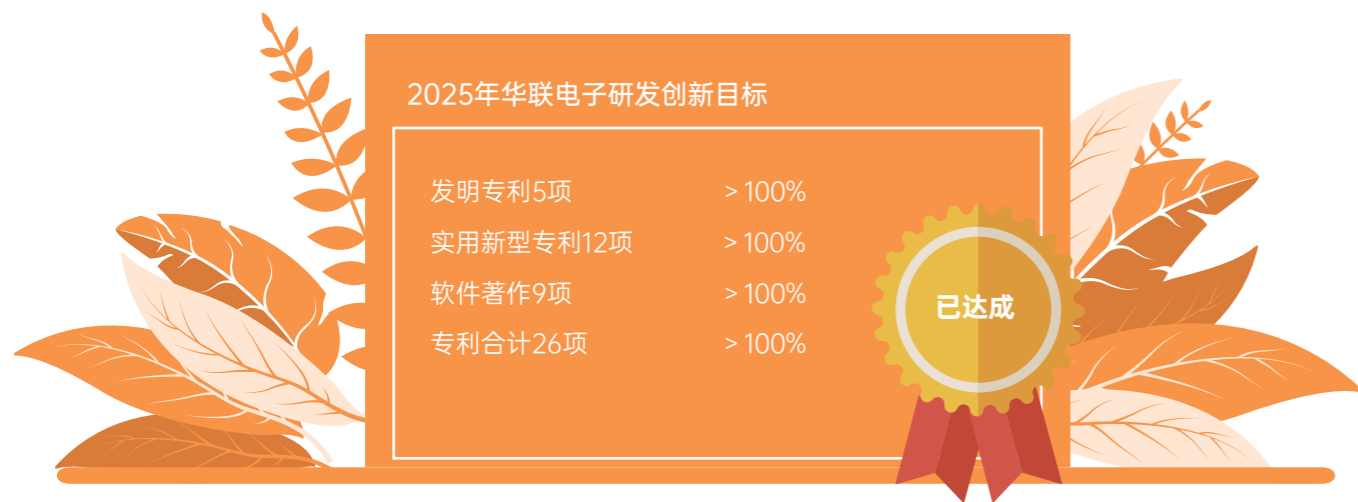 2025年华联电子研发创新目标
发明专利5项 > 100%
实用新型专利12项 > 100%
软件著作9项 > 100%
已达成
专利合计26项 > 100%